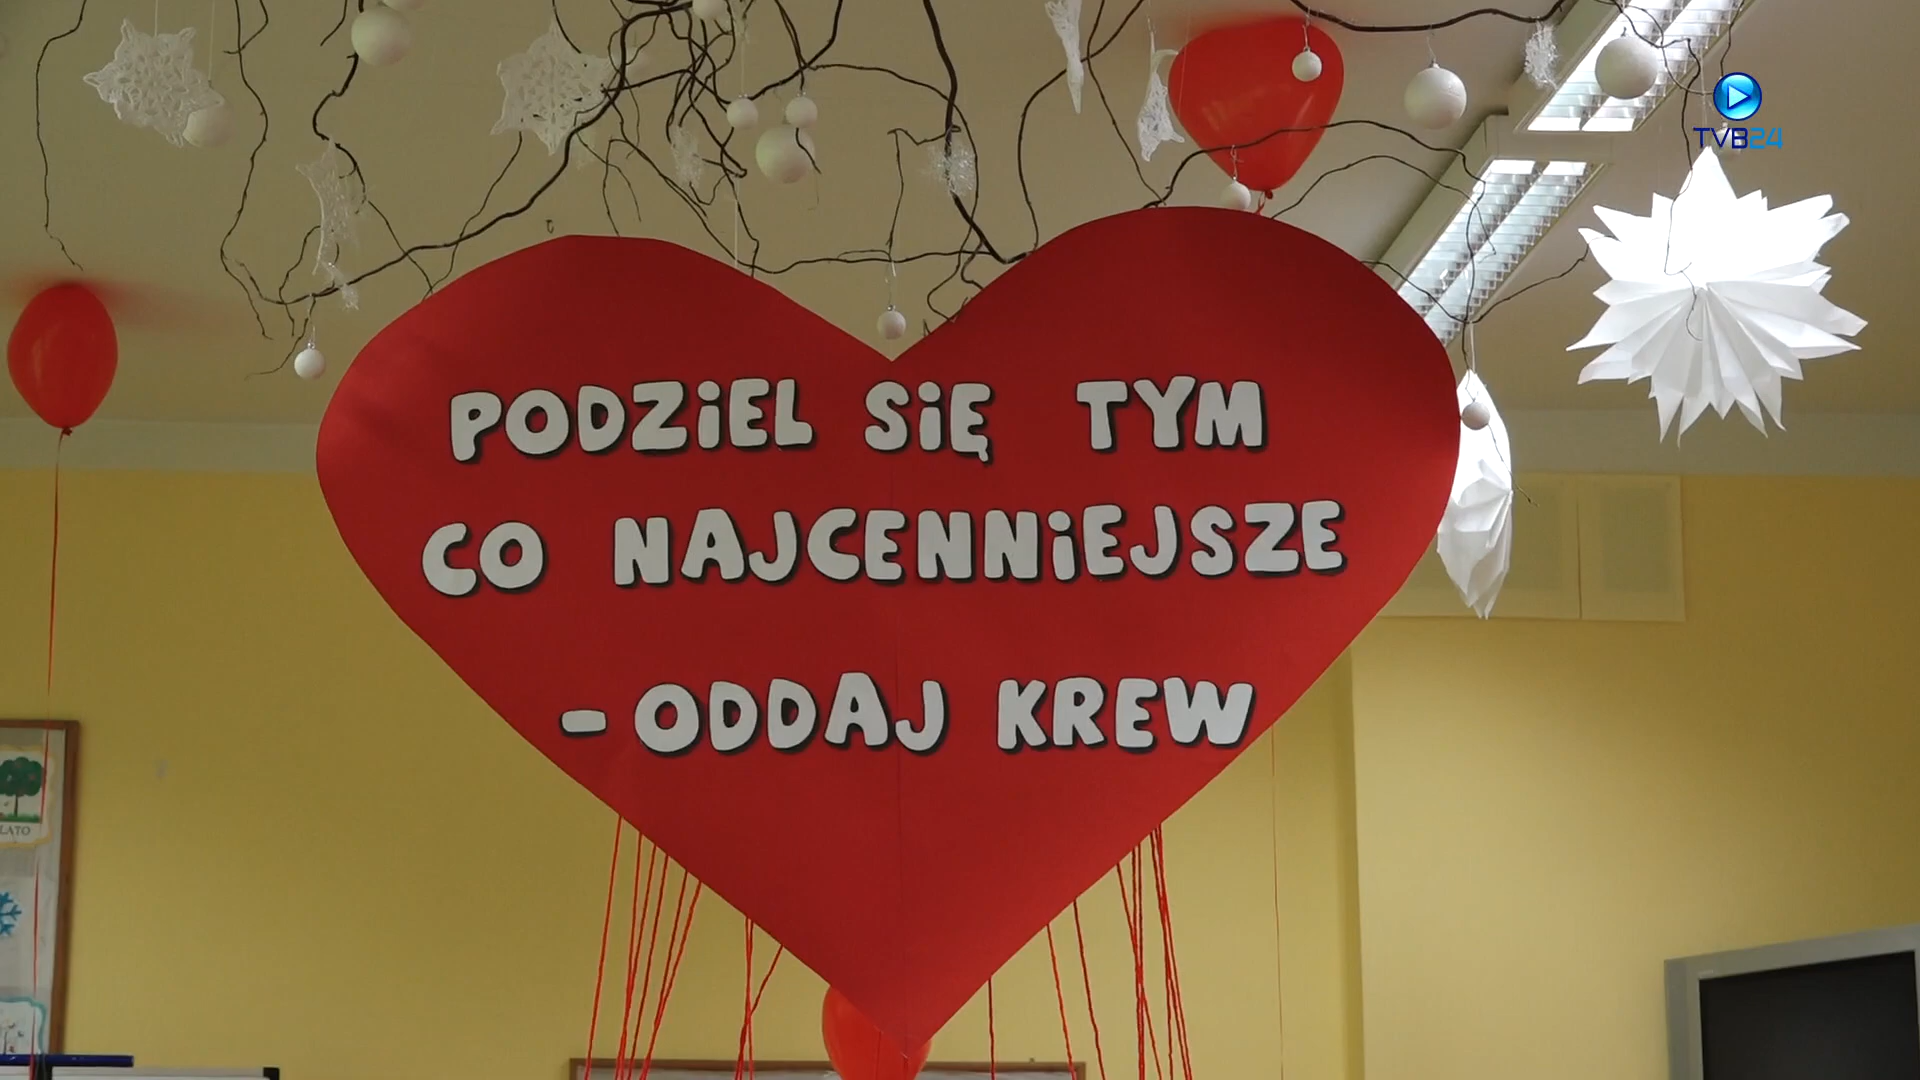 TVB24
PODZiEL SiĘ TYM
CO NAJCENNiEJSZE
- ODDAJ KREW
LATO